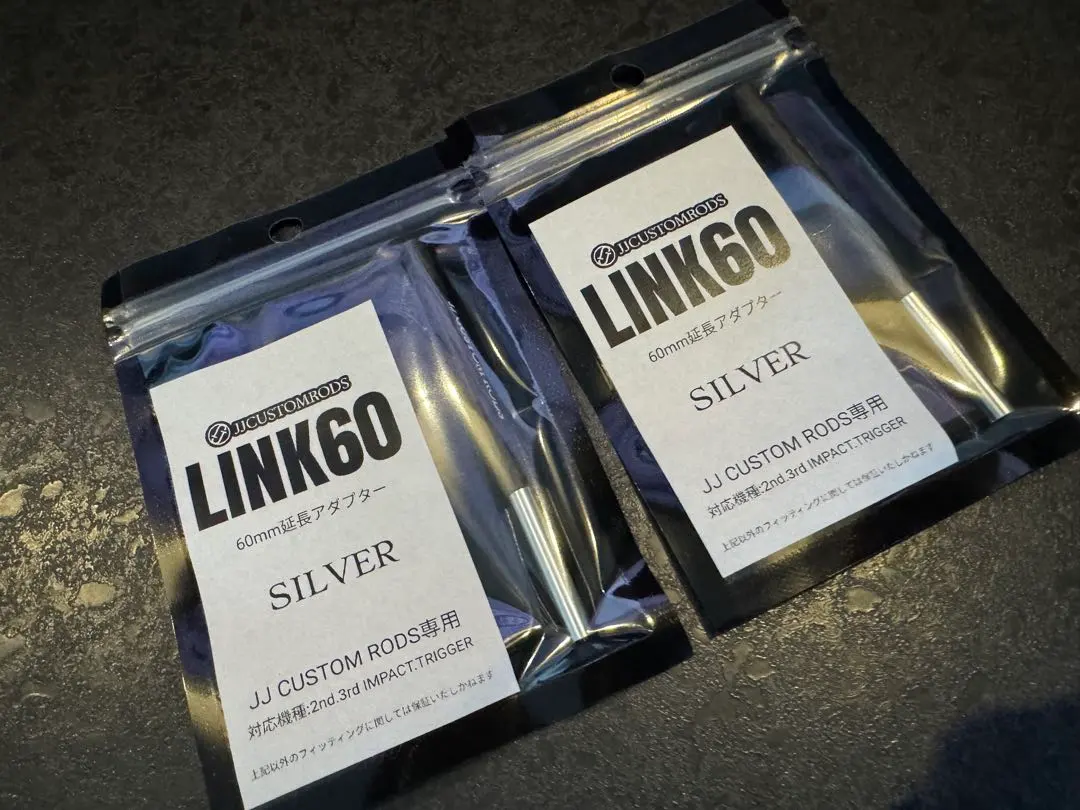 JJCUSTOMRODS
LINK60
60mm延長アダプター
SILVER
JJ CUSTOM RODS専用
対応機種:2nd.3rd IMPACT.TRIGGER
上記以外のフィッティングに関しては保証いたしかねます
JJCUSTOMRODS
LINK60
60mm延長アダプター
SILVER
JJ CUSTOM RODS専用
対応機種:2nd.3rd IMPACT.TRIGGER
上記以外のフィッティングに関しては保証いたしかねます